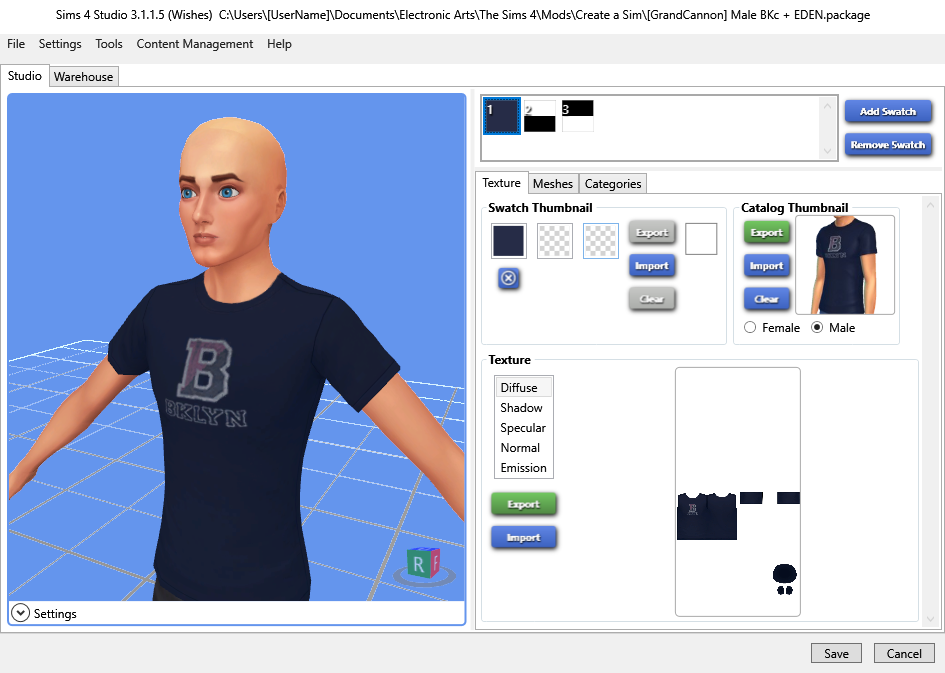 Sims 4 Studio 3.1.1.5 (Wishes)  C:\Users\[UserName]\Documents\Electronic Arts\The Sims 4\Mods\Create a Sim\[GrandCannon] Male BKc + EDEN.package
File Settings Tools Content Management Help
Studio Warehouse
1 2 3
Add Swatch
Remove Swatch
Texture Meshes Categories
Swatch Thumbnail
Export
Import
Clear
Catalog Thumbnail
Export
Import
Clear
B
BKLYN
Female Male
Texture
Diffuse
Shadow
Specular
Normal
Emission
Export
Import
B
B
BKLYN
R F
Settings
Save Cancel